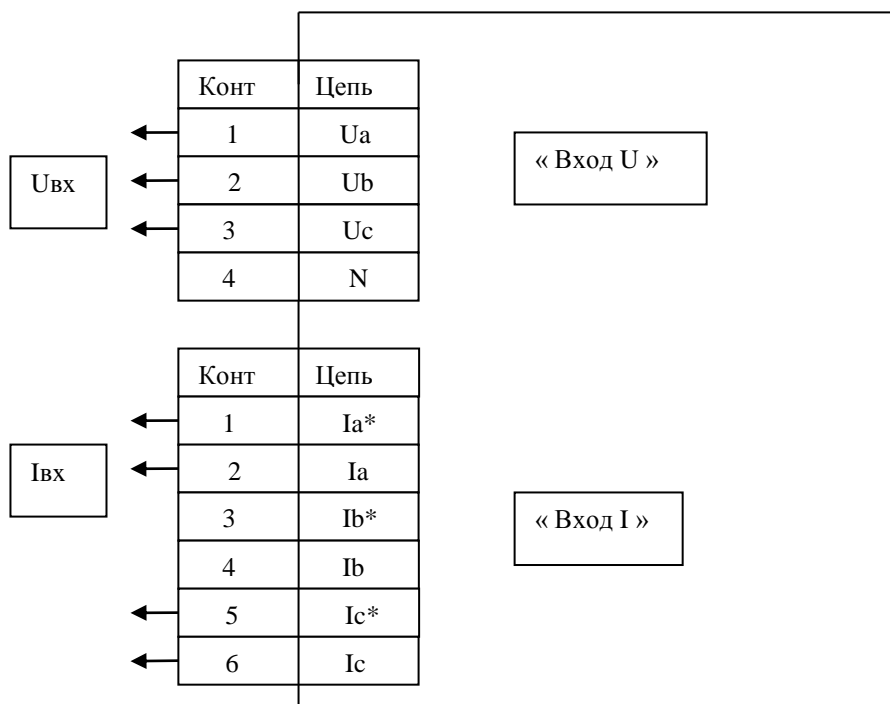 Конт Цепь
1 Ua
2 Ub
3 Uc
4 N
Uвх
« Вход U »
Конт Цепь
1 Ia*
2 Ia
3 Ib*
4 Ib
5 Ic*
6 Ic
Iвх
« Вход I »